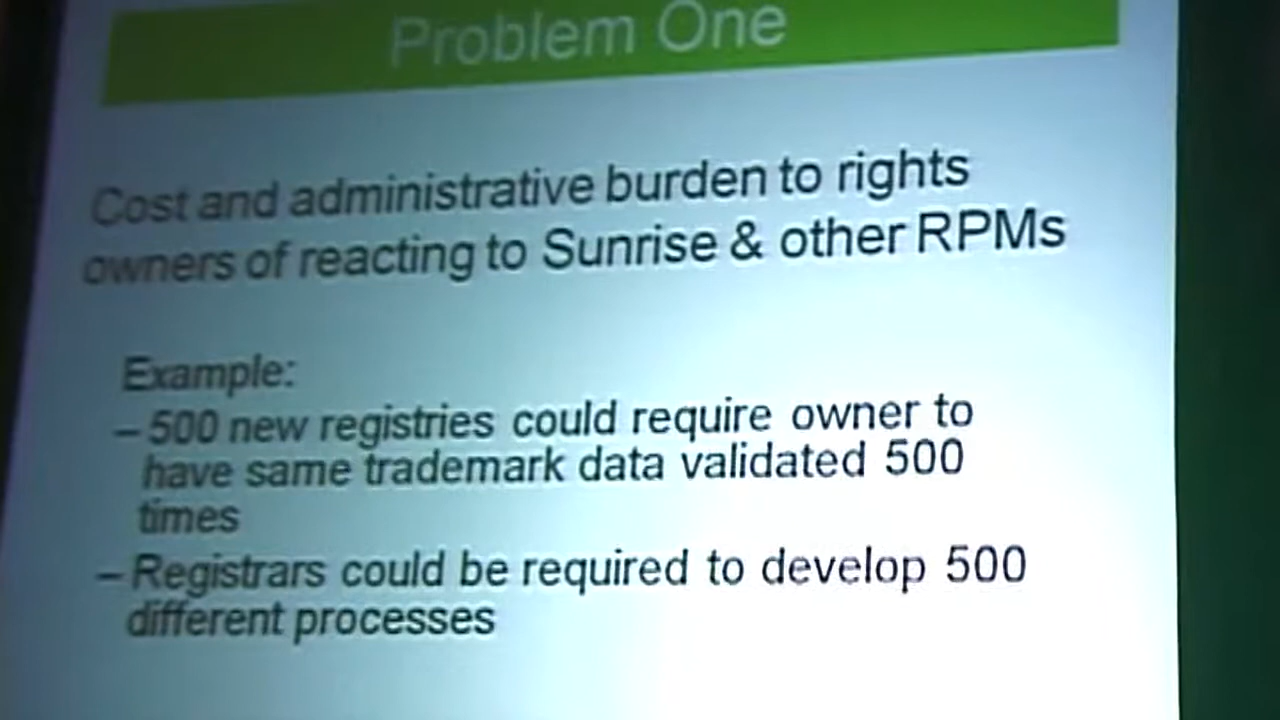 Problem One
Cost and administrative burden to rights
owners of reacting to Sunrise & other RPMs
Example:
– 500 new registries could require owner to
have same trademark data validated 500
times
– Registrars could be required to develop 500
different processes